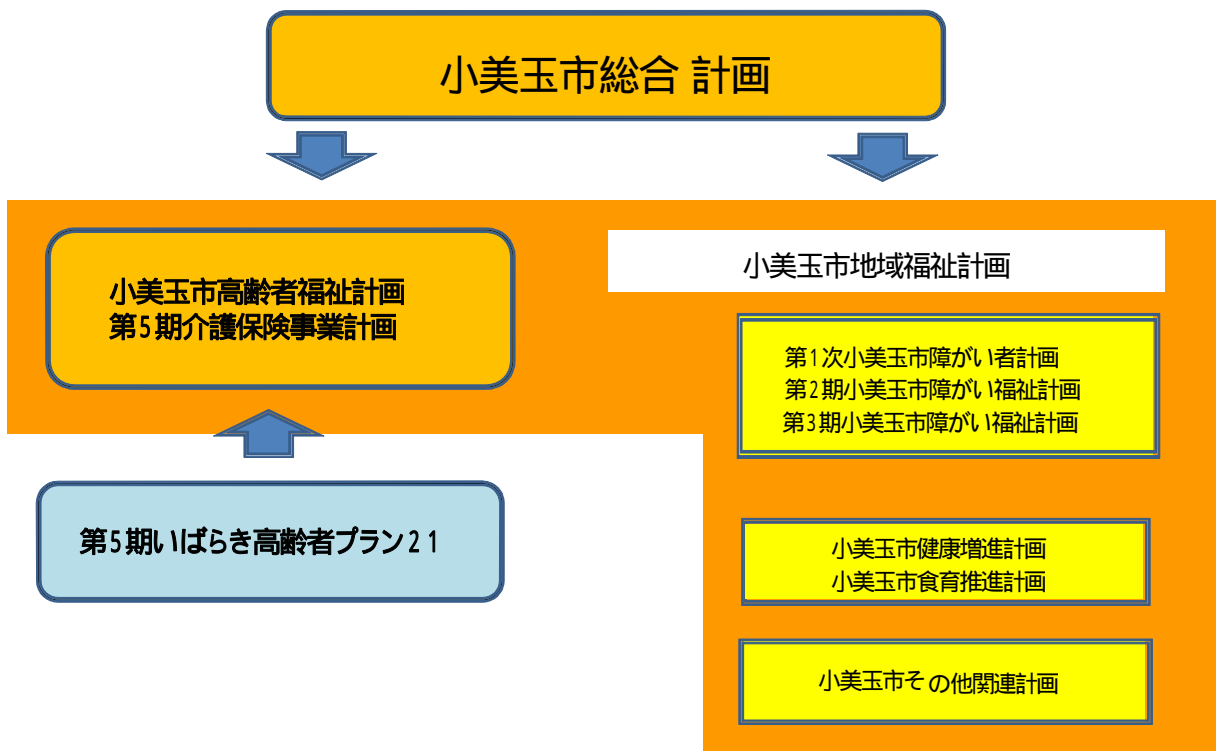 小美玉市総合 計画
小美玉市高齢者福祉計画
第5期介護保険事業計画
第5期いばらき高齢者プラン21
小美玉市地域福祉計画
第1次小美玉市障がい者計画
第2期小美玉市障がい福祉計画
第3期小美玉市障がい福祉計画
小美玉市健康増進計画
小美玉市食育推進計画
小美玉市その他関連計画